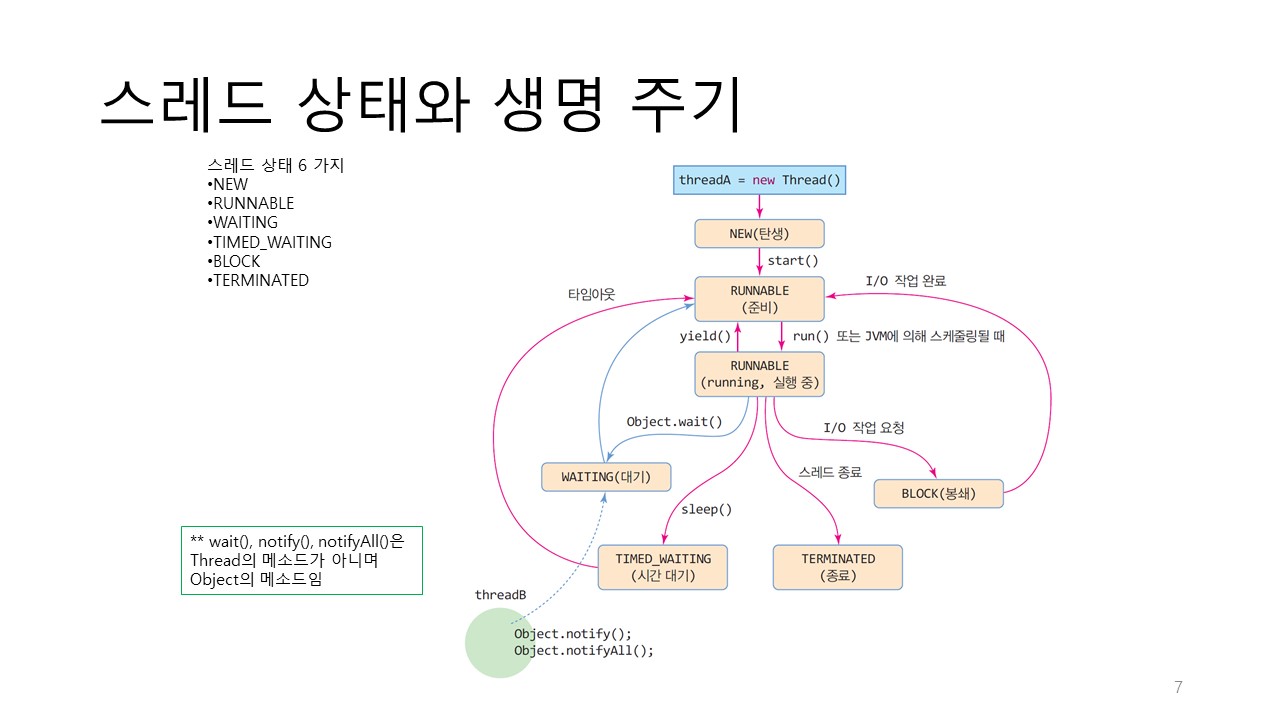 스레드 상태와 생명 주기
스레드 상태 6 가지
•NEW
•RUNNABLE
•WAITING
•TIMED_WAITING
•BLOCK
•TERMINATED
threadA = new Thread()
NEW(탄생)
start()
RUNNABLE
(준비)
I/O 작업 완료
타임아웃
yield()
run() 또는 JVM에 의해 스케줄링될 때
RUNNABLE
(running, 실행 중)
Object.wait()
I/O 작업 요청
WAITING(대기)
스레드 종료
BLOCK(봉쇄)
sleep()
** wait(), notify(), notifyAll()은
Thread의 메소드가 아니며
Object의 메소드임
TIMED_WAITING
(시간 대기)
TERMINATED
(종료)
threadB
Object.notify();
Object.notifyAll();
7